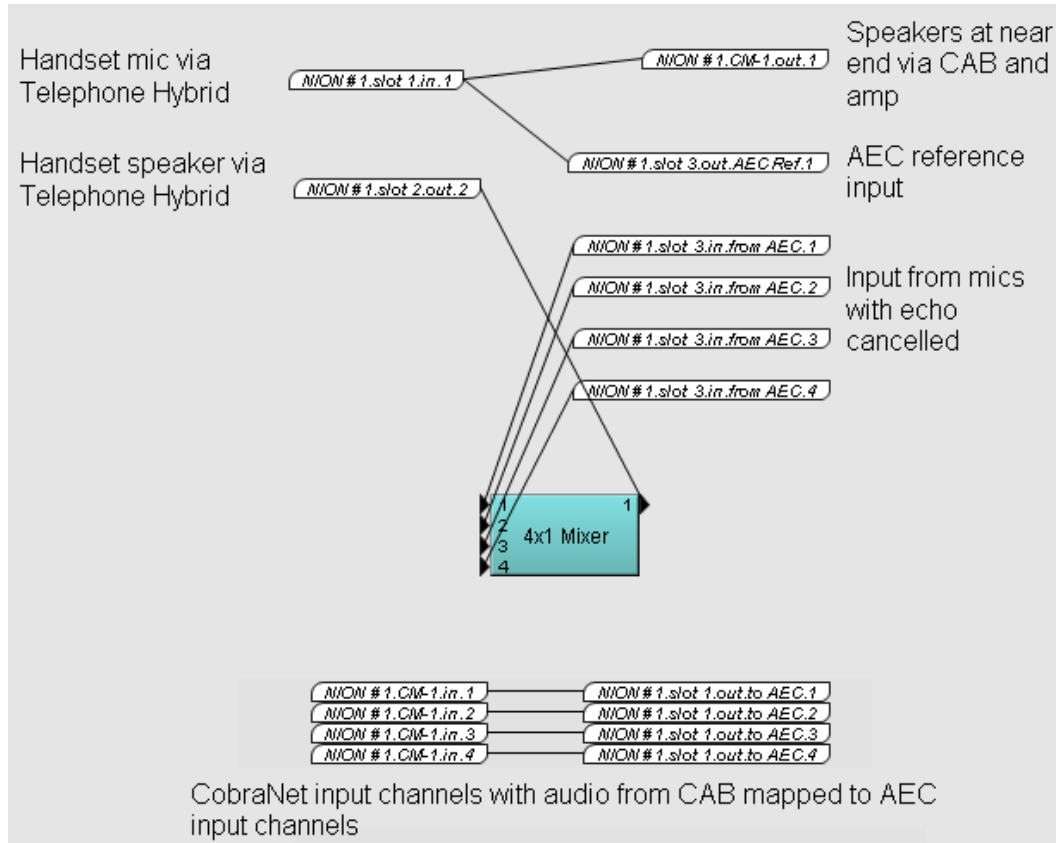 Handset mic via
Telephone Hybrid
NION #1.slot 1.in.1
NION #1.CM-1.out.1
Speakers at near
end via CAB and
amp
Handset speaker via
Telephone Hybrid
NION #1.slot 2.out.2
NION #1.slot 3.out.AEC Ref.1
AEC reference
input
NION #1.slot 3.in.from AEC.1
NION #1.slot 3.in.from AEC.2
NION #1.slot 3.in.from AEC.3
NION #1.slot 3.in.from AEC.4
Input from mics
with echo
cancelled
1
2
3
4
4x1 Mixer
1
NION #1.CM-1.in.1
NION #1.slot 1.out.to AEC.1
NION #1.CM-1.in.2
NION #1.slot 1.out.to AEC.2
NION #1.CM-1.in.3
NION #1.slot 1.out.to AEC.3
NION #1.CM-1.in.4
NION #1.slot 1.out.to AEC.4
CobraNet input channels with audio from CAB mapped to AEC
input channels